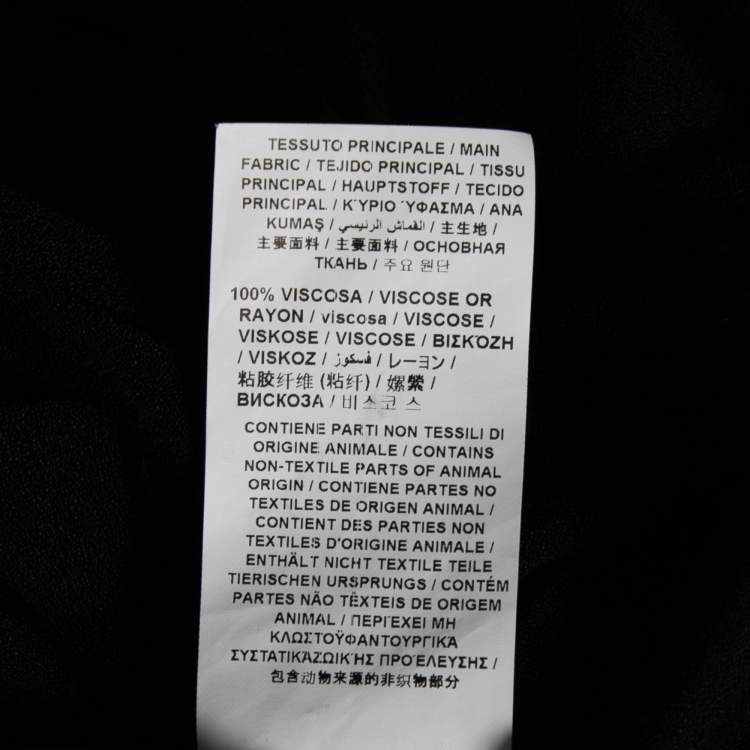 TESSUTO PRINCIPALE / MAIN
FABRIC / TEJIDO PRINCIPAL / TISSU
PRINCIPAL / HAUPTSTOFF / TECIDO
PRINCIPAL / ΚΎΡΙΟ ΎΦΑΣΜΑ / ANA
KUMAŞ / القماش الرئيسي / 主生地 /
主要面料 / 主要面料 / ОСНОВНАЯ
ТКАНЬ / 주요 원단
100% VISCOSA / VISCOSE OR
RAYON / viscosa / VISCOSE /
VISKOSE / VISCOSE / ΒΙΣΚΌΖΗ
/ VISKOZ / فسكوز / レーヨン /
粘胶纤维 (粘纤) / 嫘縈 /
ВИСКОЗА / 비스코스
CONTIENE PARTI NON TESSILI DI
ORIGINE ANIMALE / CONTAINS
NON-TEXTILE PARTS OF ANIMAL
ORIGIN / CONTIENE PARTES NO
TEXTILES DE ORIGEN ANIMAL /
CONTIENT DES PARTIES NON
TEXTILES D'ORIGINE ANIMALE /
ENTHÄLT NICHT TEXTILE TEILE
TIERISCHEN URSPRUNGS / CONTÉM
PARTES NÃO TÊXTEIS DE ORIGEM
ANIMAL / ΠΕΡΙΈΧΕΙ ΜΗ
ΚΛΩΣΤΟΫΦΑΝΤΟΥΡΓΙΚΆ
ΣΥΣΤΑΤΙΚΆΖΩΙΚΉΣ ΠΡΟΈΛΕΥΣΗΣ /
包含动物来源的非织物部分